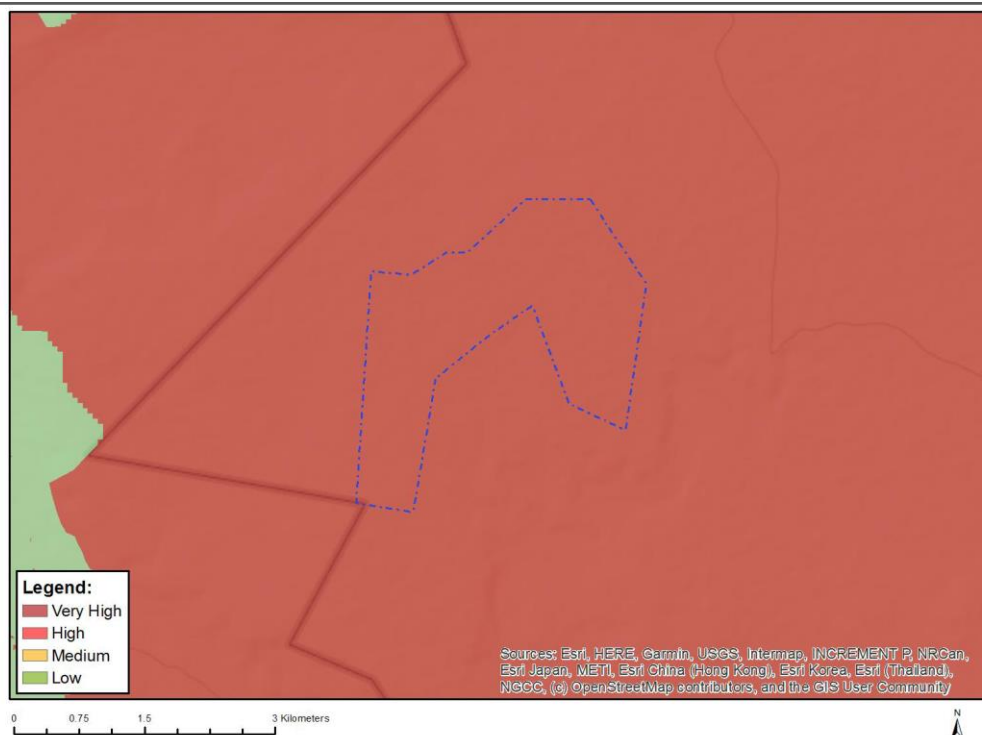 Legend:
Very High
High
Medium
Low
Sources: Esri, HERE, Garmin, USGS, Intermap, INCREMENT P, NRCan,
Esri Japan, METI, Esri China (Hong Kong), Esri Korea, Esri (Thailand),
NGCC, (c) OpenStreetMap contributors, and the GIS User Community
0 0.75 1.5 3 Kilometers
N